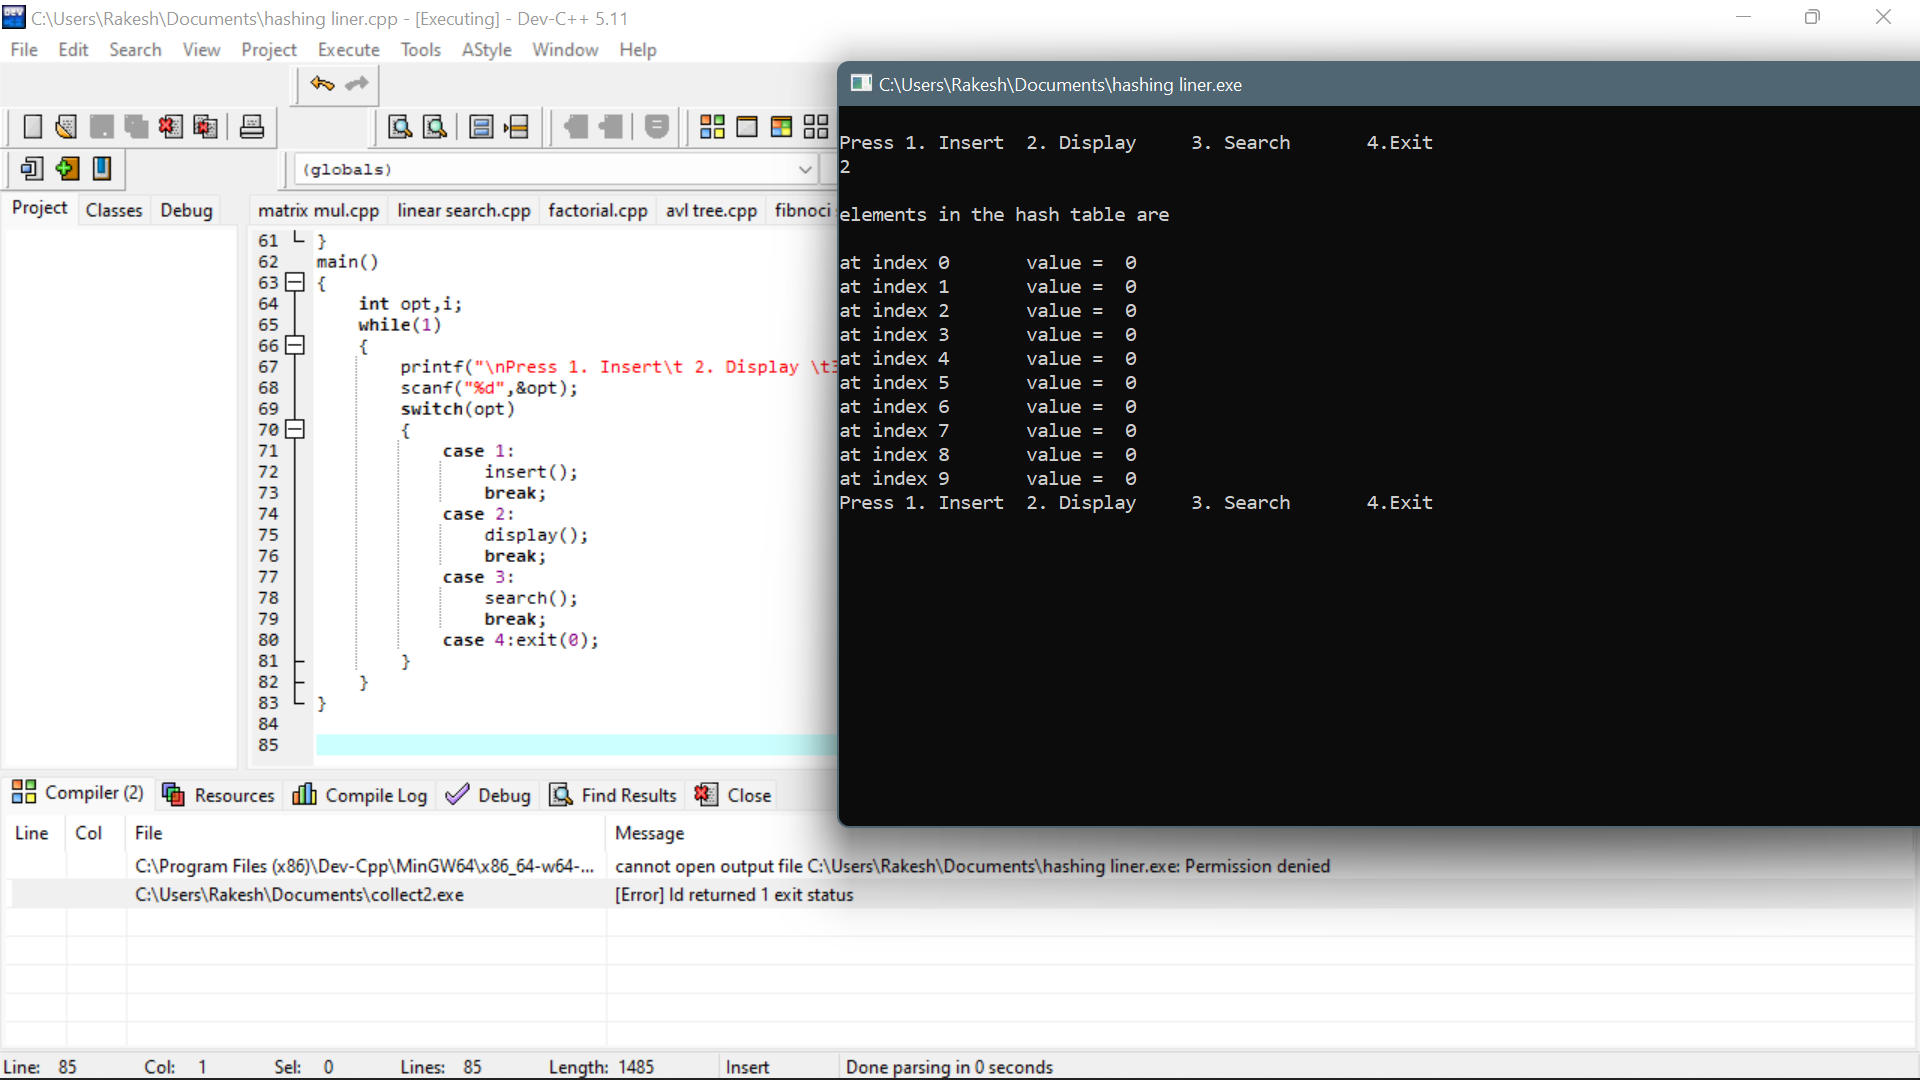 C:\Users\Rakesh\Documents\hashing liner.cpp - [Executing] - Dev-C++ 5.11
File Edit Search View Project Execute Tools AStyle Window Help
(globals)
Project Classes Debug
matrix mul.cpp linear search.cpp factorial.cpp avl tree.cpp fibnoci
61 }
62 main()
63 {
64 int opt,i;
65 while(1)
66 {
67 printf("\nPress 1. Insert\t 2. Display \t3
68 scanf("%d",&opt);
69 switch(opt)
70 {
71 case 1:
72 insert();
73 break;
74 case 2:
75 display();
76 break;
77 case 3:
78 search();
79 break;
80 case 4:exit(0);
81 }
82 }
83 }
84
85
C:\Users\Rakesh\Documents\hashing liner.exe
Press 1. Insert 2. Display 3. Search 4.Exit
2
elements in the hash table are
at index 0 value = 0
at index 1 value = 0
at index 2 value = 0
at index 3 value = 0
at index 4 value = 0
at index 5 value = 0
at index 6 value = 0
at index 7 value = 0
at index 8 value = 0
at index 9 value = 0
Press 1. Insert 2. Display 3. Search 4.Exit
Compiler (2) Resources Compile Log Debug Find Results Close
Line Col File Message
C:\Program Files (x86)\Dev-Cpp\MinGW64\x86_64-w64-... cannot open output file C:\Users\Rakesh\Documents\hashing liner.exe: Permission denied
C:\Users\Rakesh\Documents\collect2.exe [Error] ld returned 1 exit status
Line: 85 Col: 1 Sel: 0 Lines: 85 Length: 1485 Insert Done parsing in 0 seconds